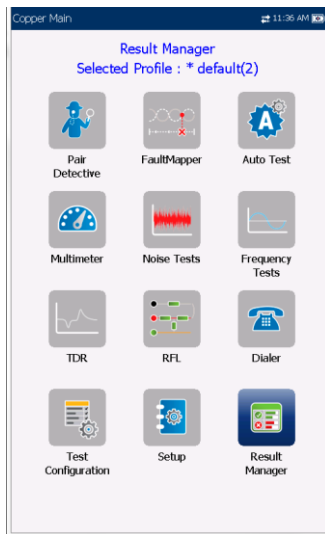 Copper Main
11:36 AM
Result Manager
Selected Profile : * default(2)
A
Pair
Detective
FaultMapper
Auto Test
Multimeter
Noise Tests
Frequency
Tests
TDR
RFL
Dialer
Test
Configuration
Setup
Result
Manager